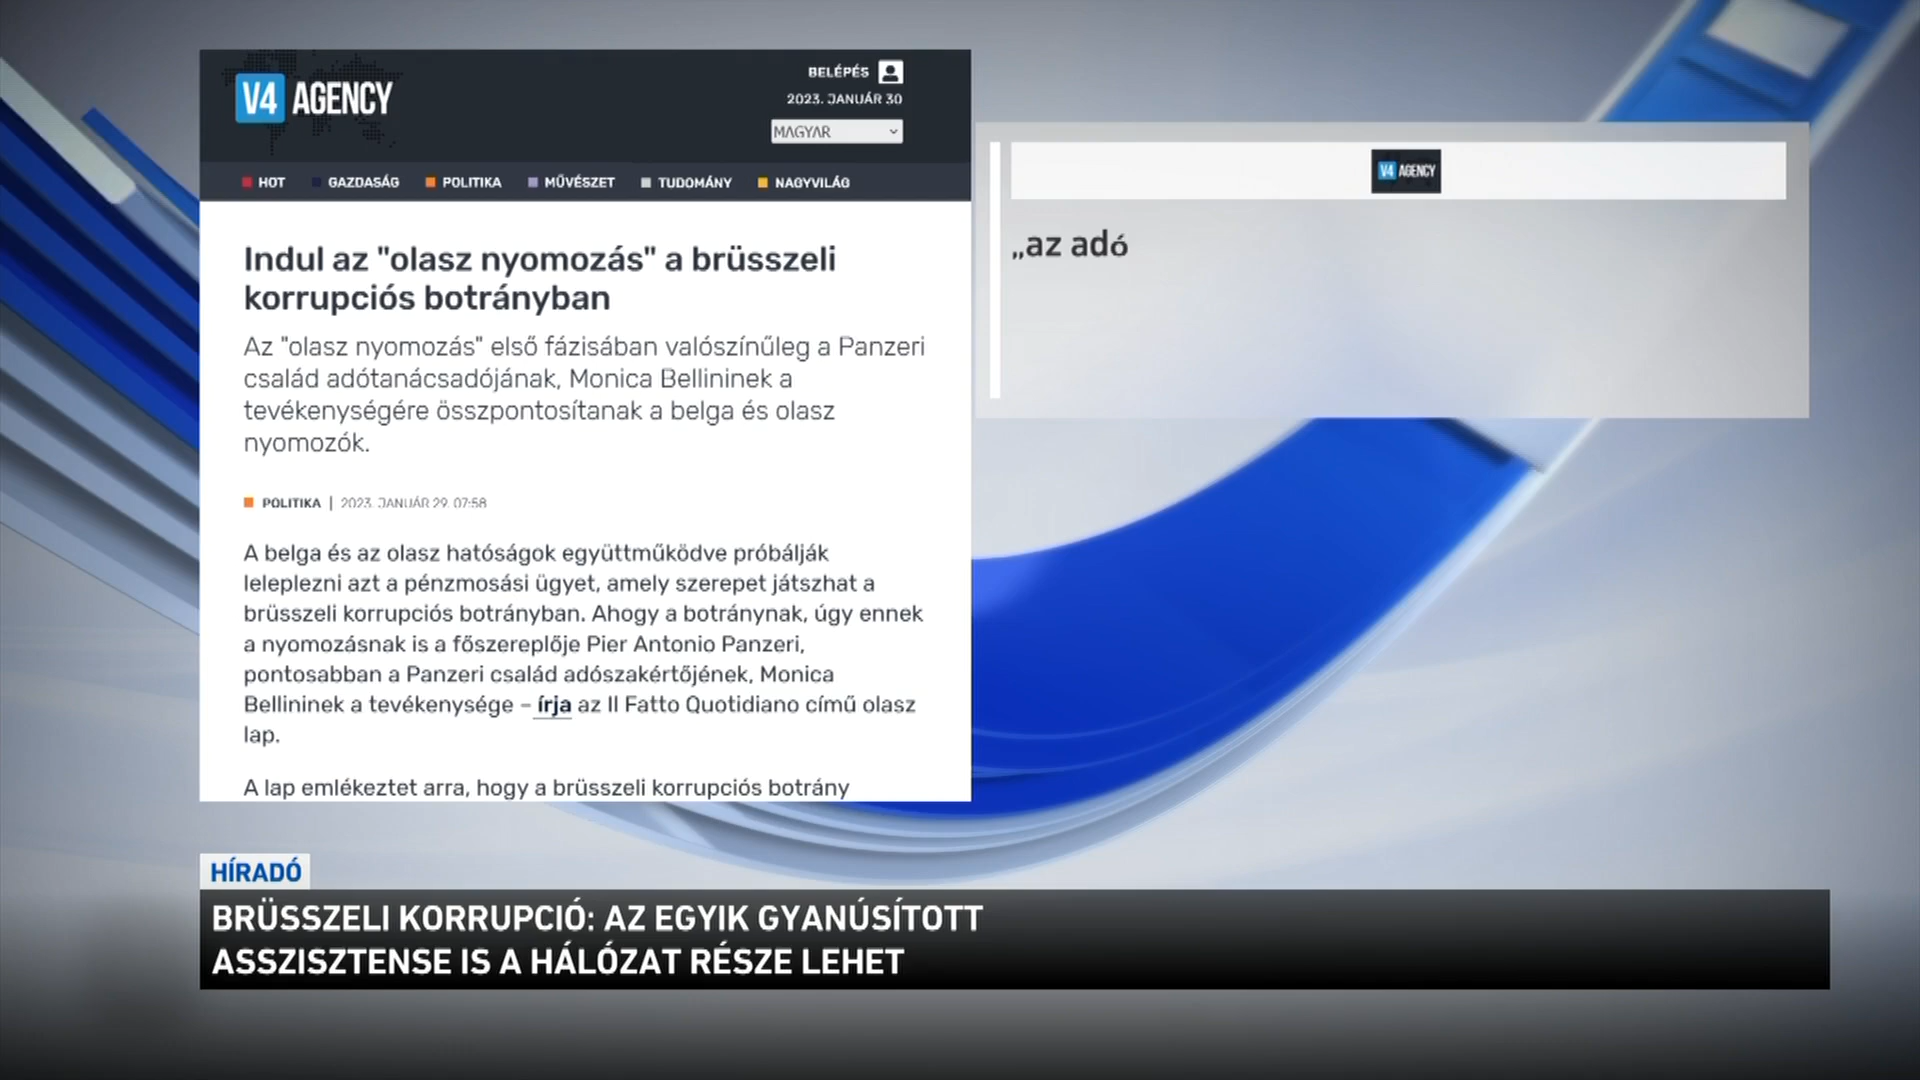 V4 AGENCY
BELÉPÉS
2023. JANUÁR 30
MAGYAR
HOT GAZDASÁG POLITIKA MŰVÉSZET TUDOMÁNY NAGYVILÁG
Indul az "olasz nyomozás" a brüsszeli
korrupciós botrányban
Az "olasz nyomozás" első fázisában valószínűleg a Panzeri
család adótanácsadójának, Monica Bellininek a
tevékenységére összpontosítanak a belga és olasz
nyomozók.
POLITIKA | 2023. JANUÁR 29. 07:58
A belga és az olasz hatóságok együttműködve próbálják
leleplezni azt a pénzmosási ügyet, amely szerepet játszhat a
brüsszeli korrupciós botrányban. Ahogy a botránynak, úgy ennek
a nyomozásnak is a főszereplője Pier Antonio Panzeri,
pontosabban a Panzeri család adószakértőjének, Monica
Bellininek a tevékenysége – írja az Il Fatto Quotidiano című olasz
lap.
A lap emlékeztet arra, hogy a brüsszeli korrupciós botrány
V4 AGENCY
„az adó
HÍRADÓ
BRÜSSZELI KORRUPCIÓ: AZ EGYIK GYANÚSÍTOTT
ASSZISZTENSE IS A HÁLÓZAT RÉSZE LEHET